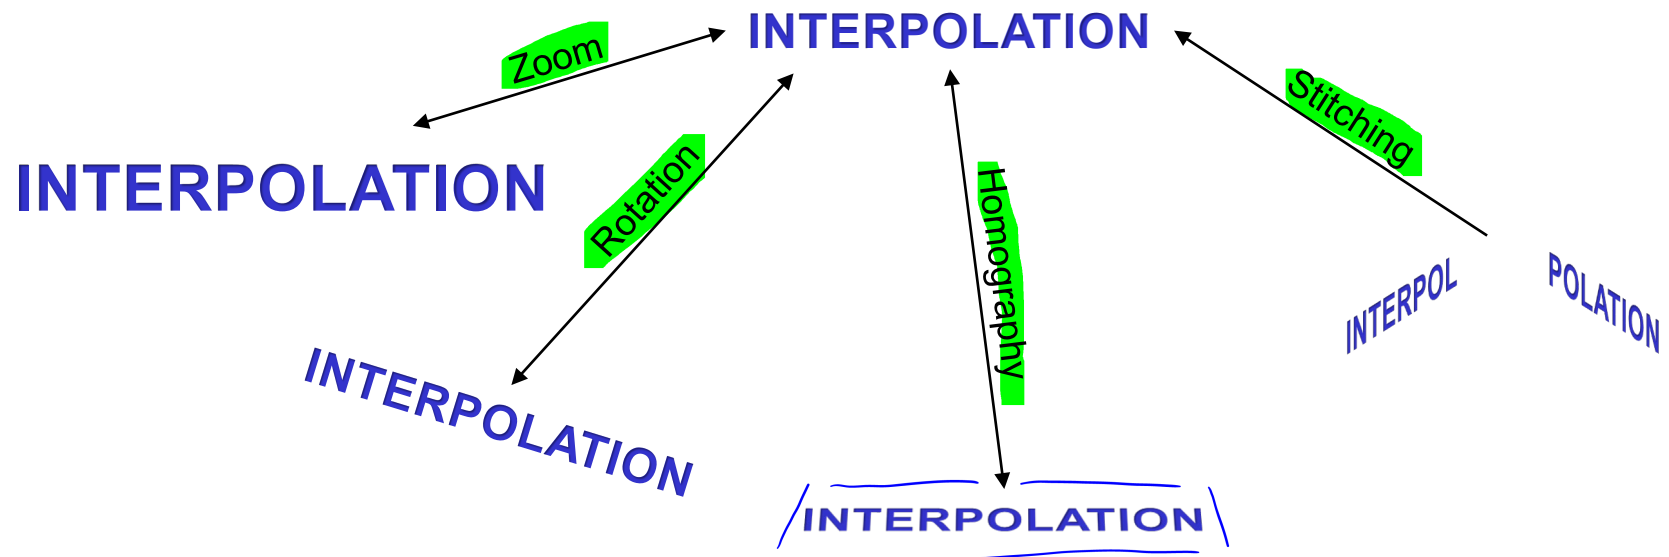 INTERPOLATION
Zoom
Stitching
INTERPOLATION
Rotation
Homography
INTERPOL
POLATION
INTERPOLATION
INTERPOLATION